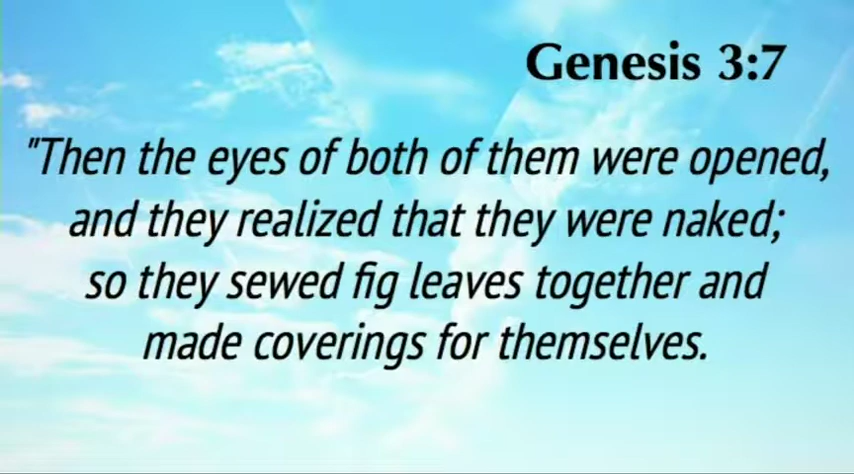 Genesis 3:7
"Then the eyes of both of them were opened,
and they realized that they were naked;
so they sewed fig leaves together and
made coverings for themselves.